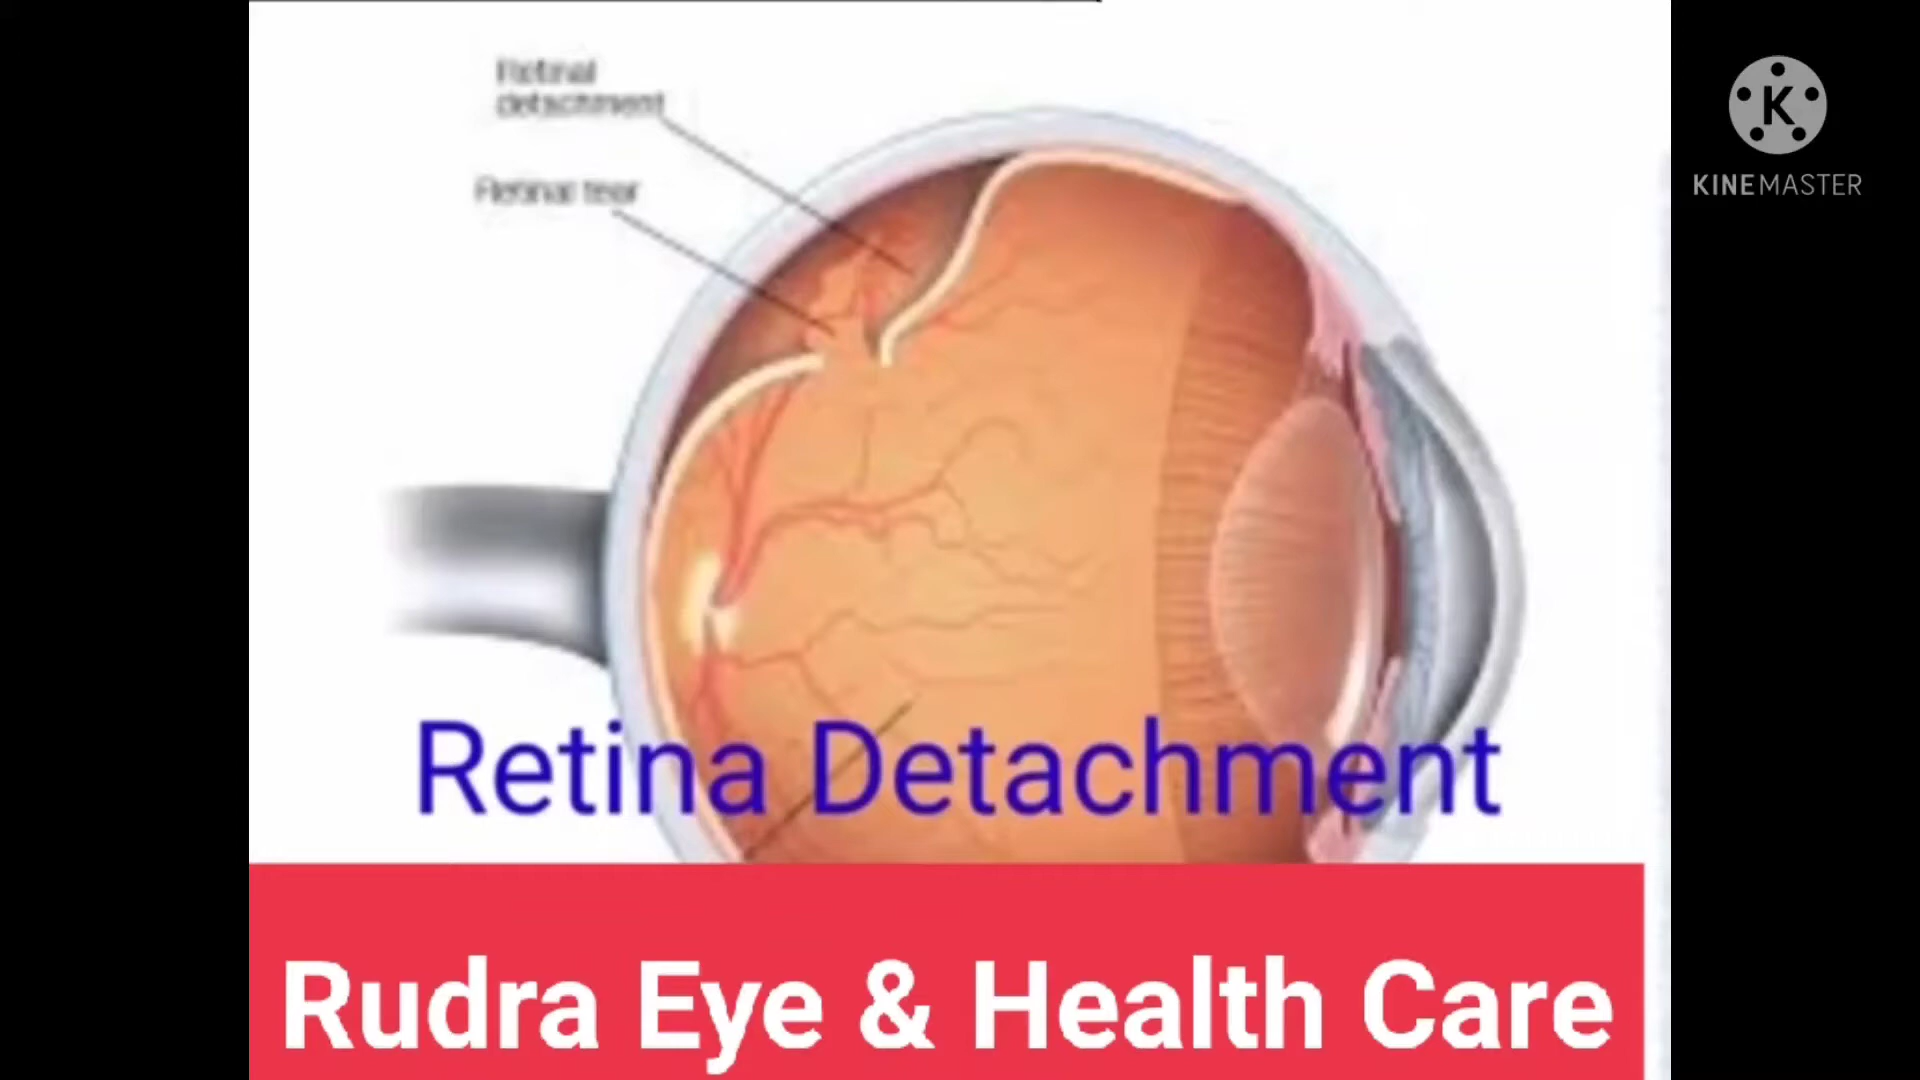 Retinal
detachment
Retinal tear
K
KINEMASTER
Retina Detachment
Rudra Eye & Health Care